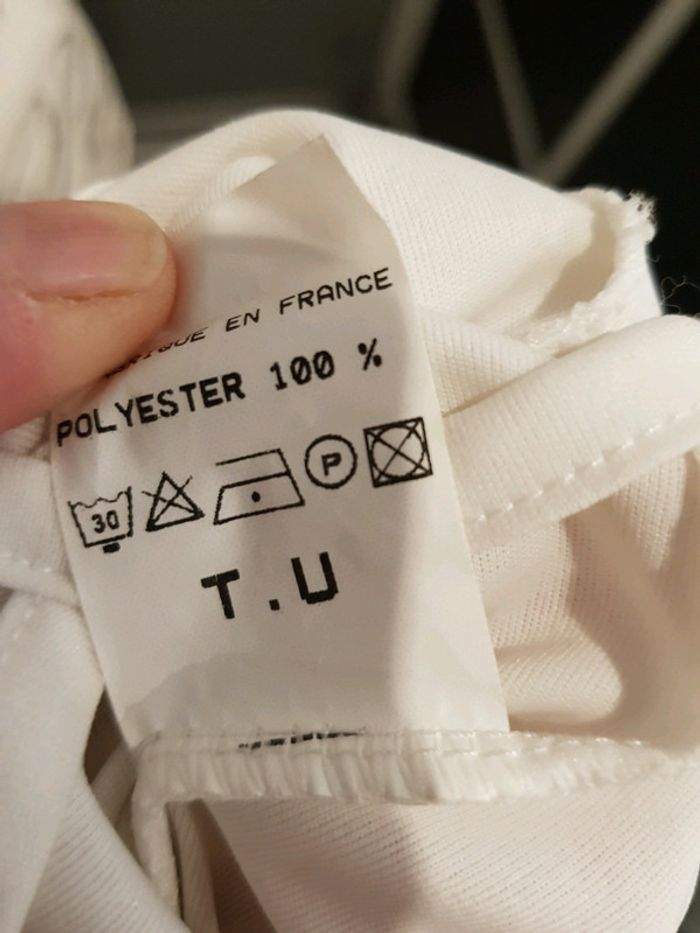 EN FRANCE
POLYESTER 100 %
30 P
T.U